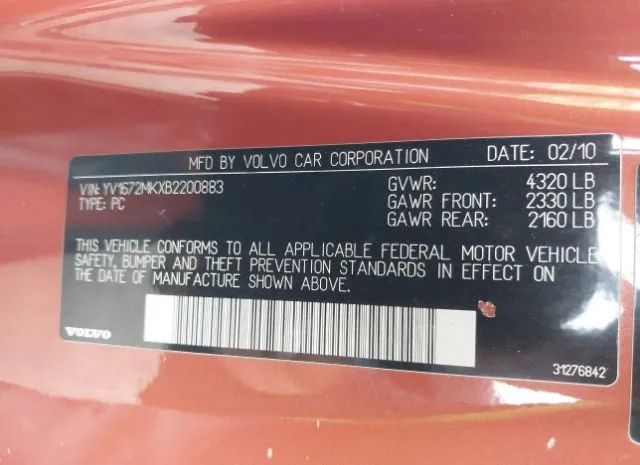 MFD BY VOLVO CAR CORPORATION DATE: 02/10
VIN: YV1672MKXB2200883 GVWR: 4320 LB
TYPE: PC GAWR FRONT: 2330 LB
GAWR REAR: 2160 LB
THIS VEHICLE CONFORMS TO ALL APPLICABLE FEDERAL MOTOR VEHICLE
SAFETY, BUMPER AND THEFT PREVENTION STANDARDS IN EFFECT ON
THE DATE OF MANUFACTURE SHOWN ABOVE.
VOLVO
31276842